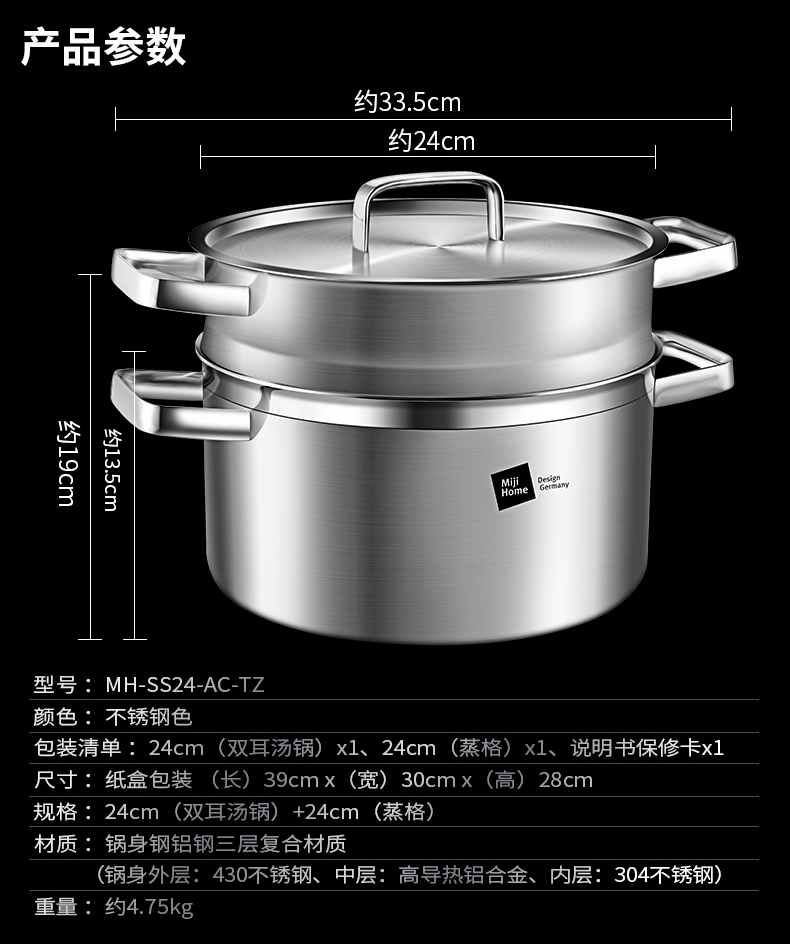 产品参数
约33.5cm
约24cm
约19cm
约13.5cm
Miji
Home
Design
Germany
型号：MH-SS24-AC-TZ
颜色：不锈钢色
包装清单：24cm（双耳汤锅）x1、24cm（蒸格）x1、说明书保修卡x1
尺寸：纸盒包装 （长）39cm x（宽）30cm x（高）28cm
规格：24cm（双耳汤锅）+24cm（蒸格）
材质：锅身钢铝钢三层复合材质
（锅身外层：430不锈钢、中层：高导热铝合金、内层：304不锈钢）
重量：约4.75kg